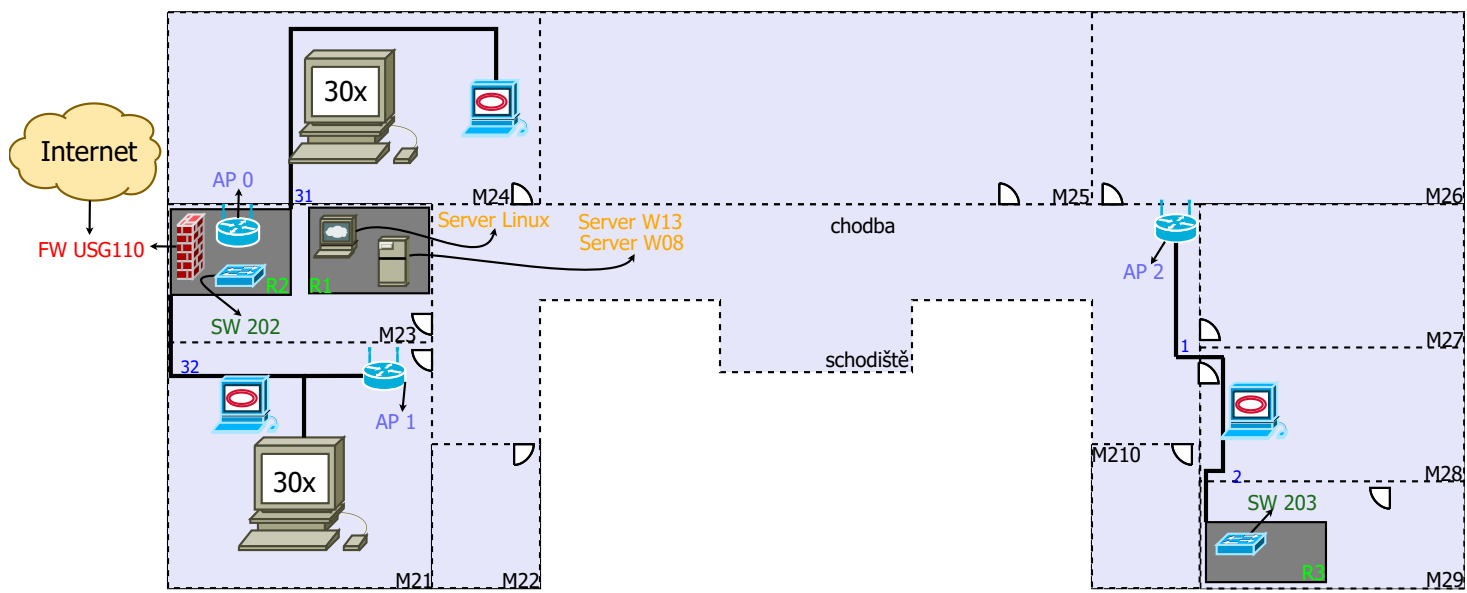 30x
Internet
AP 0
31
M24
M25
M26
Server Linux
Server W13
Server W08
chodba
FW USG110
R2
R1
AP 2
SW 202
M23
M27
1
schodiště
32
AP 1
M210
M28
2
30x
SW 203
R3
M21
M22
M29